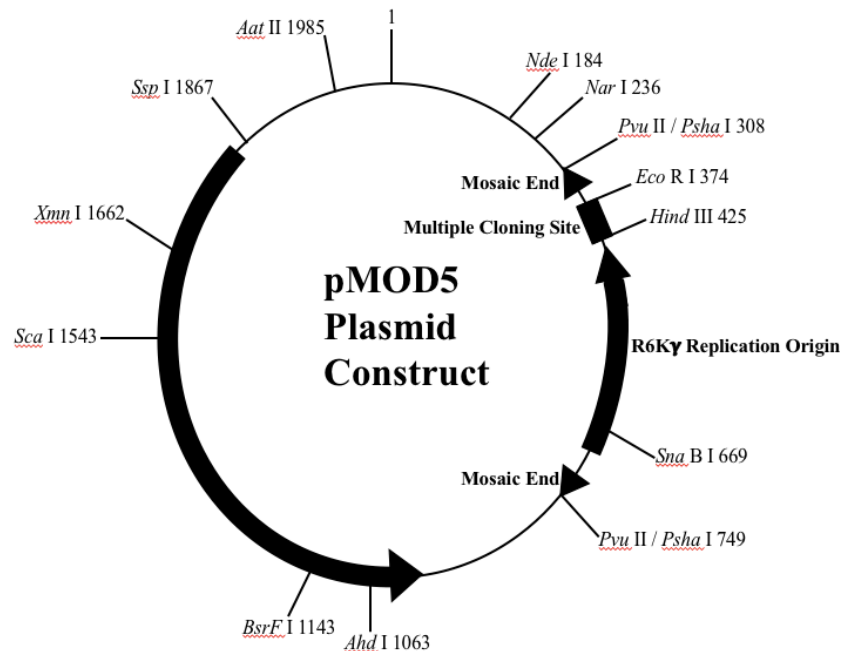 1
Aat II 1985
Nde I 184
Ssp I 1867
Nar I 236
Pvu II / Psha I 308
Mosaic End
Eco R I 374
Xmn I 1662
Multiple Cloning Site
Hind III 425
pMOD5
Plasmid
Construct
Sca I 1543
R6Kγ Replication Origin
Sna B I 669
Mosaic End
Pvu II / Psha I 749
BsrF I 1143
Ahd I 1063